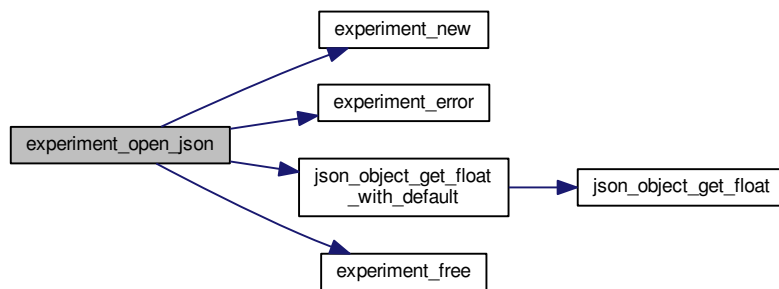 experiment_new
experiment_error
experiment_open_json
json_object_get_float
_with_default
json_object_get_float
experiment_free